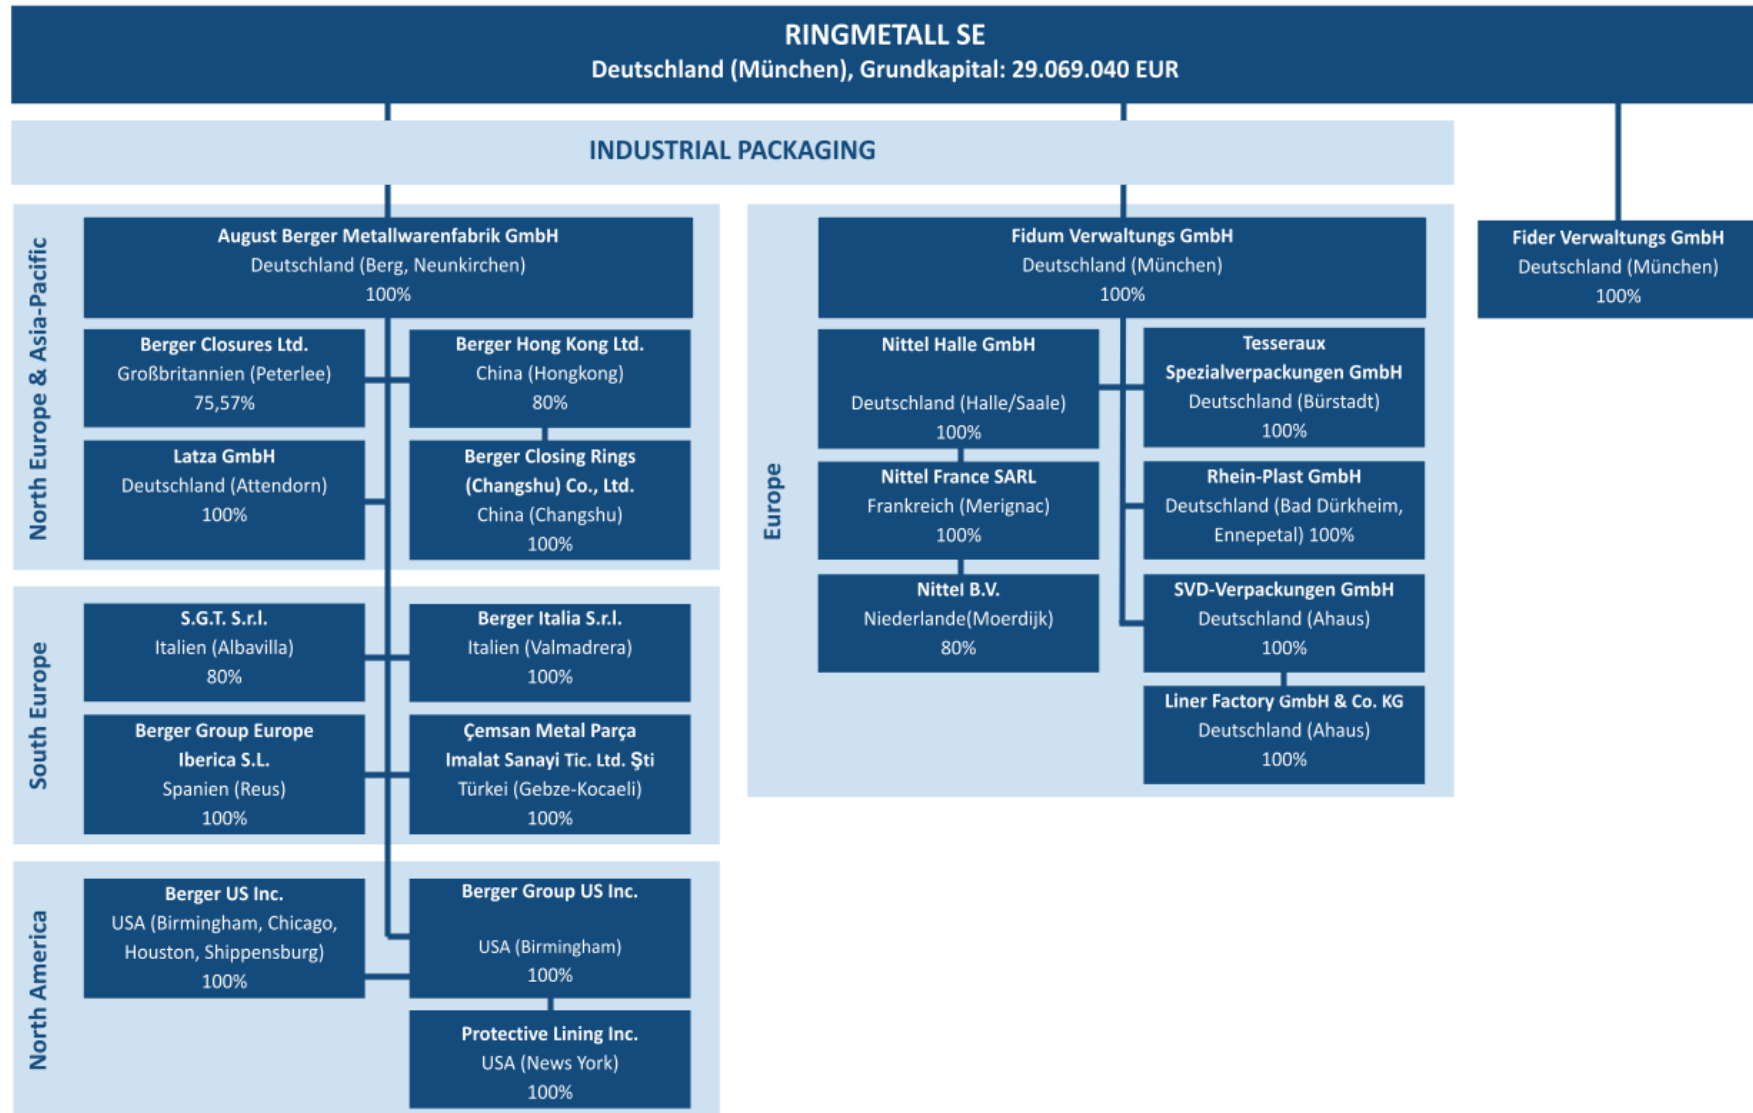 RINGMETALL SE
Deutschland (München), Grundkapital: 29.069.040 EUR
INDUSTRIAL PACKAGING
North Europe & Asia-Pacific
August Berger Metallwarenfabrik GmbH
Deutschland (Berg, Neunkirchen)
100%
Berger Closures Ltd.
Großbritannien (Peterlee)
75,57%
Berger Hong Kong Ltd.
China (Hongkong)
80%
Latza GmbH
Deutschland (Attendorn)
100%
Berger Closing Rings
(Changshu) Co., Ltd.
China (Changshu)
100%
South Europe
S.G.T. S.r.l.
Italien (Albavilla)
80%
Berger Italia S.r.l.
Italien (Valmadrera)
100%
Berger Group Europe
Iberica S.L.
Spanien (Reus)
100%
Çemsan Metal Parça
Imalat Sanayi Tic. Ltd. Şti
Türkei (Gebze-Kocaeli)
100%
North America
Berger US Inc.
USA (Birmingham, Chicago,
Houston, Shippensburg)
100%
Berger Group US Inc.
USA (Birmingham)
100%
Protective Lining Inc.
USA (News York)
100%
Europe
Fidum Verwaltungs GmbH
Deutschland (München)
100%
Nittel Halle GmbH
Deutschland (Halle/Saale)
100%
Tesseraux
Spezialverpackungen GmbH
Deutschland (Bürstadt)
100%
Nittel France SARL
Frankreich (Merignac)
100%
Rhein-Plast GmbH
Deutschland (Bad Dürkheim,
Ennepetal) 100%
Nittel B.V.
Niederlande(Moerdijk)
80%
SVD-Verpackungen GmbH
Deutschland (Ahaus)
100%
Liner Factory GmbH & Co. KG
Deutschland (Ahaus)
100%
Fider Verwaltungs GmbH
Deutschland (München)
100%